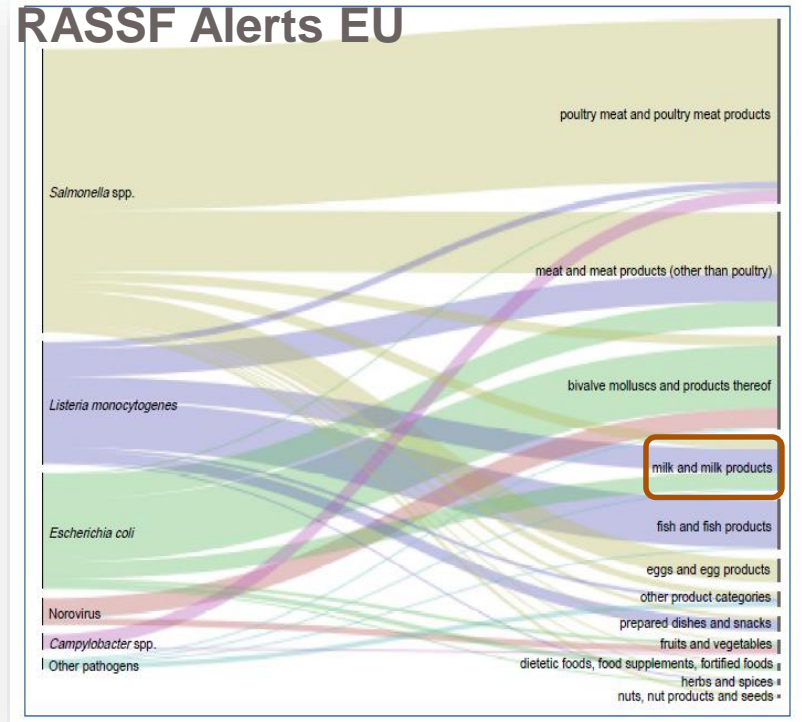 RASSF Alerts EU
Salmonella spp.
Listeria monocytogenes
Escherichia coli
Norovirus
Campylobacter spp.
Other pathogens
poultry meat and poultry meat products
meat and meat products (other than poultry)
bivalve molluscs and products thereof
milk and milk products
fish and fish products
eggs and egg products
other product categories
prepared dishes and snacks
fruits and vegetables
dietetic foods, food supplements, fortified foods
herbs and spices
nuts, nut products and seeds